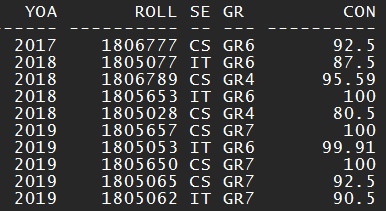 YOA ROLL SE GR CON
------ ---------- -- --- ----------
2017 1806777 CS GR6 92.5
2018 1805077 IT GR6 87.5
2018 1806789 CS GR4 95.59
2018 1805653 IT GR6 100
2018 1805028 CS GR4 80.5
2019 1805657 CS GR7 100
2019 1805053 IT GR6 99.91
2019 1805650 CS GR7 100
2019 1805065 CS GR7 92.5
2019 1805062 IT GR7 90.5